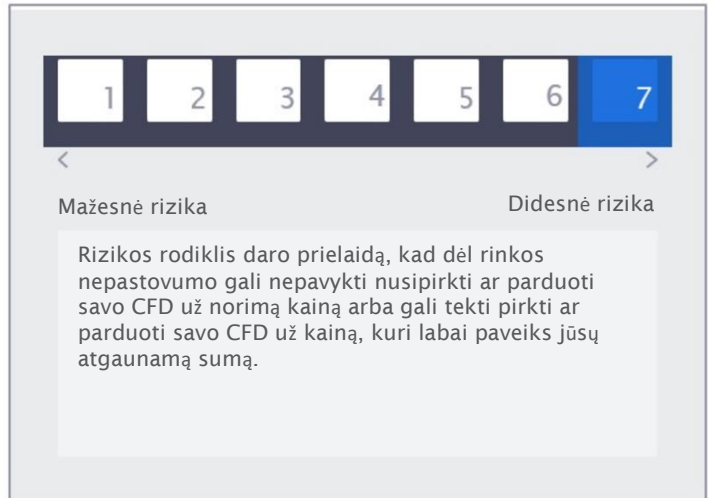 1 2 3 4 5 6 7
< >
Mažesnė rizika Didesnė rizika
Rizikos rodiklis daro prielaidą, kad dėl rinkos
nepastovumo gali nepavykti nusipirkti ar parduoti
savo CFD už norimą kainą arba gali tekti pirkti ar
parduoti savo CFD už kainą, kuri labai paveiks jūsų
atgaunamą sumą.